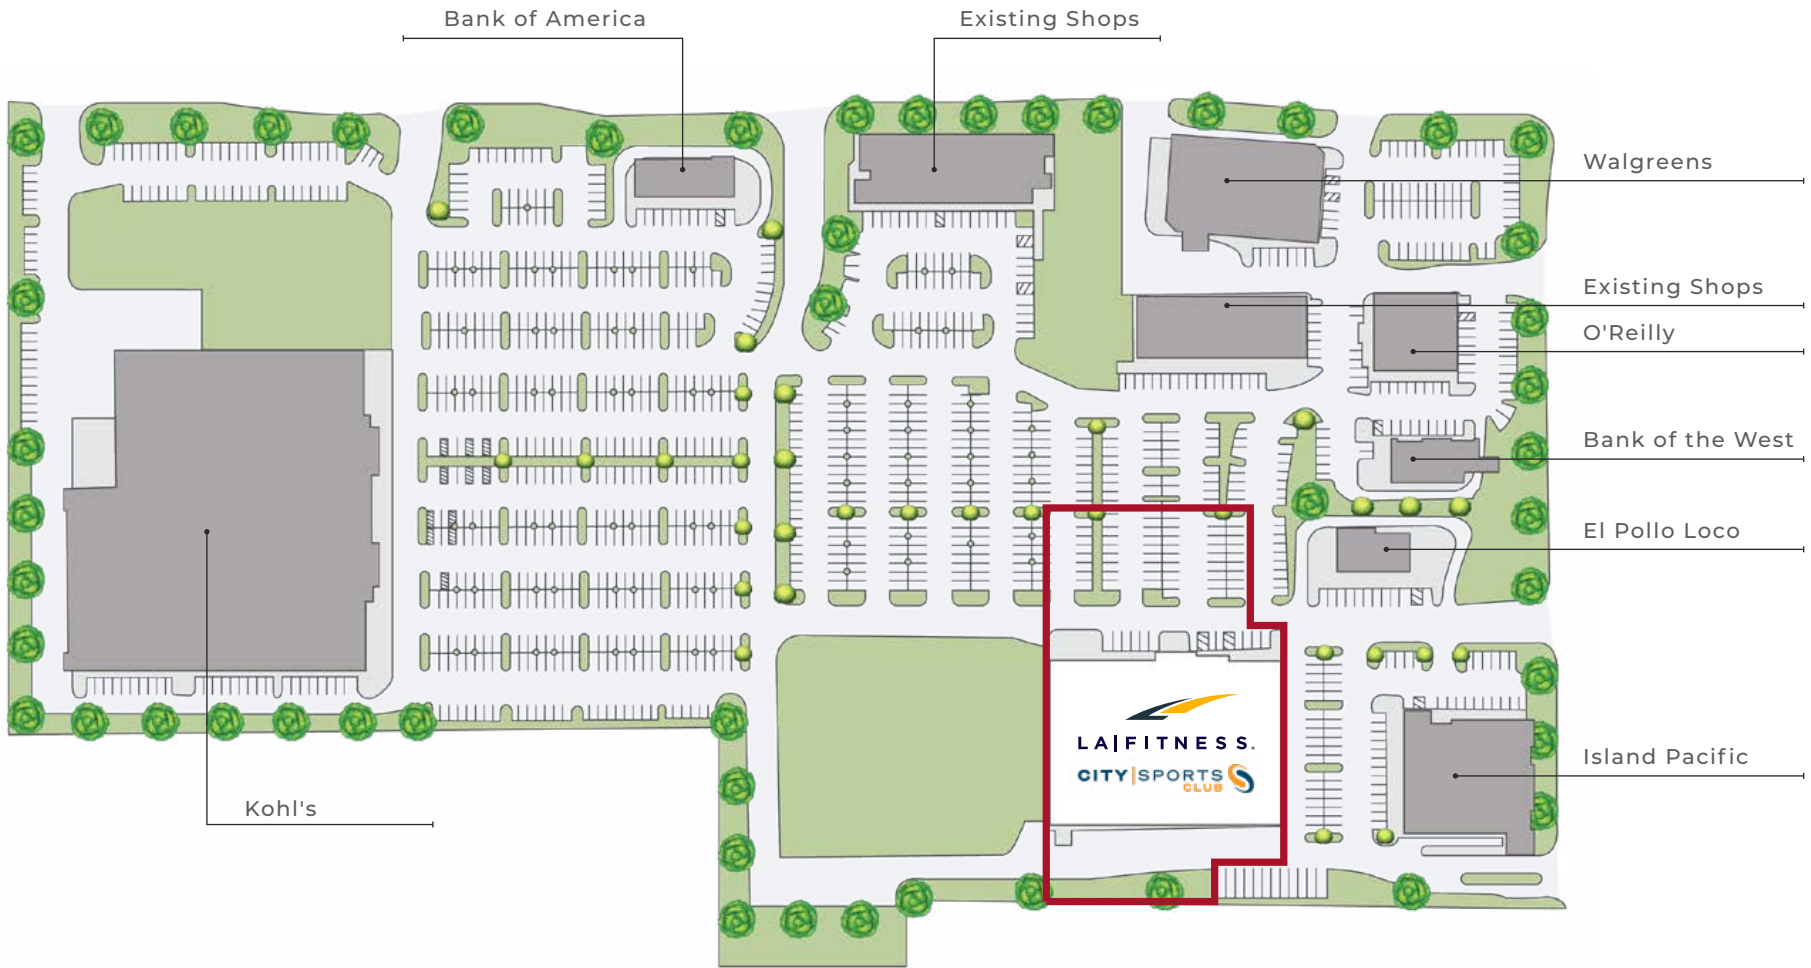 Bank of America
Existing Shops
Walgreens
Existing Shops
O'Reilly
Bank of the West
El Pollo Loco
LA|FITNESS.
CITY|SPORTS
CLUB
Island Pacific
Kohl's